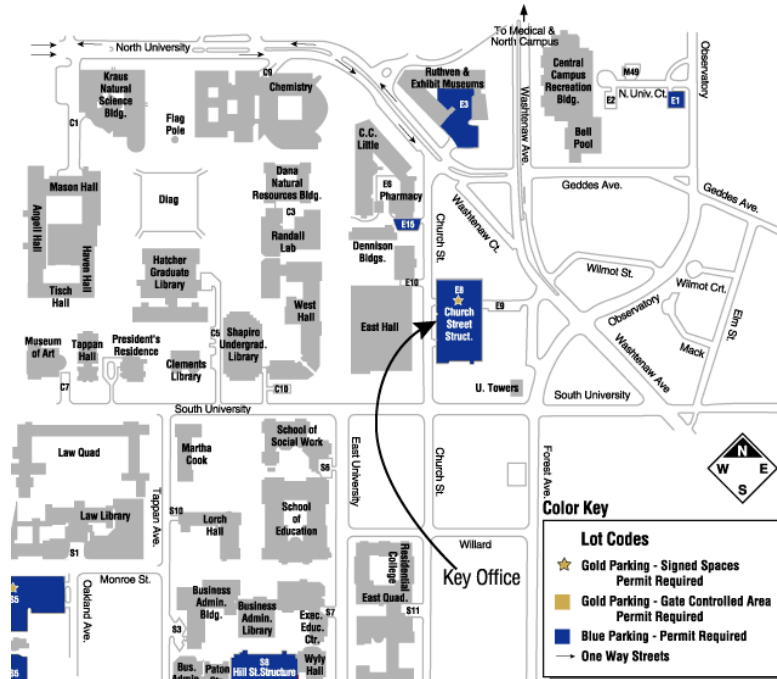 To Medical &
North Campus
North University
Kraus
Natural
Science
Bldg.
Flag
Pole
C9
Chemistry
Ruthven &
Exhibit Museums
E3
Washtenaw Ave.
Central
Campus
Recreation
Bldg.
Bell
Pool
M49
E2
N. Univ. Ct.
E1
Observatory
C1
C.C.
Little
Mason Hall
Angell Hall
Haven Hall
Tisch
Hall
Diag
Dana
Natural
Resources Bldg.
C3
Randall
Lab
E6
Pharmacy
E15
Dennison
Bldgs.
E10
Church St.
Washtenaw Ct.
Geddes Ave.
Geddes Ave.
Hatcher
Graduate
Library
West
Hall
East Hall
E8
Church
Street
Struct.
E9
Wilmot St.
Wilmot Crt.
Observatory
Elm St.
Mack
Washtenaw Ave
Museum
of Art
Tappan
Hall
President's
Residence
Clements
Library
C5
Shapiro
Undergrad.
Library
C7
C10
U. Towers
South University
South University
Law Quad
Martha
Cook
School of
Social Work
S6
East University
Church St.
Forest Ave.
N
W
E
S
Law Library
S1
Tappan Ave.
S10
Lorch
Hall
School
of
Education
Willard
Key Office
Residential
College
East Quad.
S11
Monroe St.
Oakland Ave.
S5
S5
Business
Admin.
Bldg.
Business
Admin.
Library
Exec.
Educ.
Ctr.
S7
S3
Bus.
Admin
Paton
S8
Hill St. Structure
Wyly
Hall
Color Key
Lot Codes
Gold Parking - Signed Spaces
Permit Required
Gold Parking - Gate Controlled Area
Permit Required
Blue Parking - Permit Required
One Way Streets